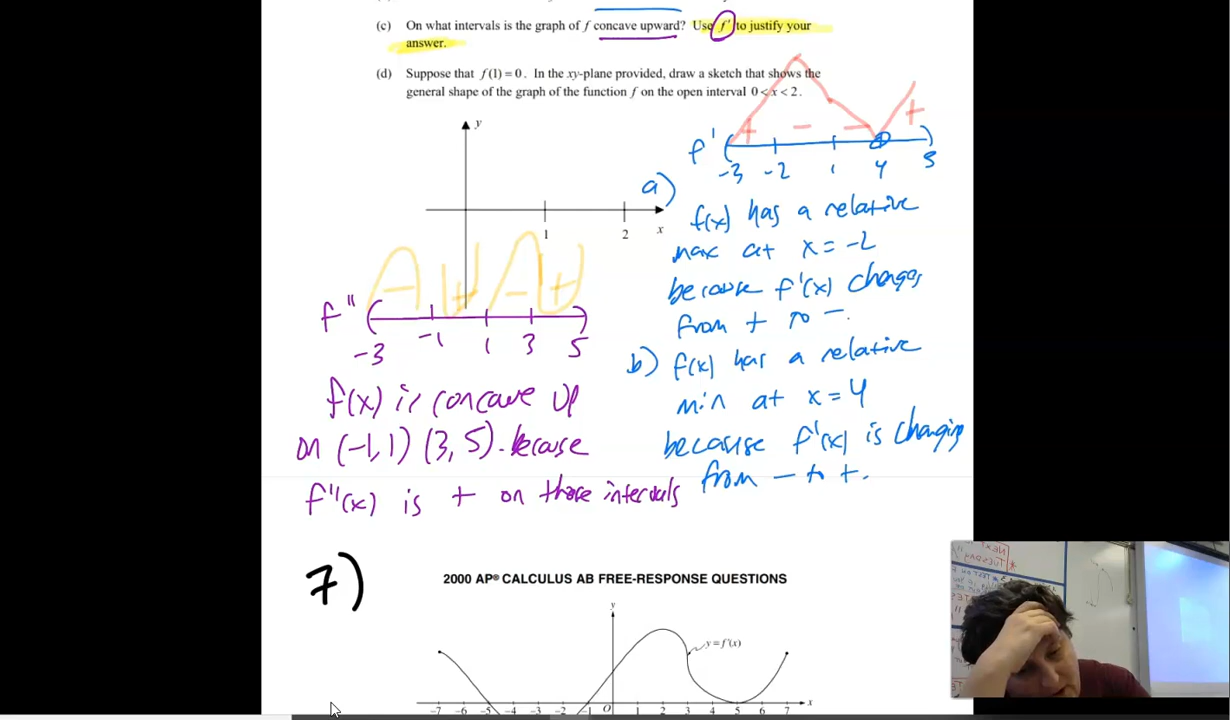 (c) On what intervals is the graph of f concave upward? Use f' to justify your
answer.
(d) Suppose that f(1) = 0. In the xy-plane provided, draw a sketch that shows the
general shape of the graph of the function f on the open interval 0 < x < 2.
y
1 2 x
f'
+ − − +
-3 -2 1 4 5
a) f(x) has a relative
max at x = -2
because f'(x) changes
from + to -.
b) f(x) has a relative
min at x = 4
because f'(x) is changing
from - to +.
f''
− + − +
-3 -1 1 3 5
f(x) is concave up
on (-1,1) (3,5). because
f''(x) is + on those intervals
7)
2000 AP® CALCULUS AB FREE-RESPONSE QUESTIONS
y
y = f'(x)
-7 -6 -5 -4 -3 -2 -1 O 1 2 3 4 5 6 7 x
NEXT
TUESDAY